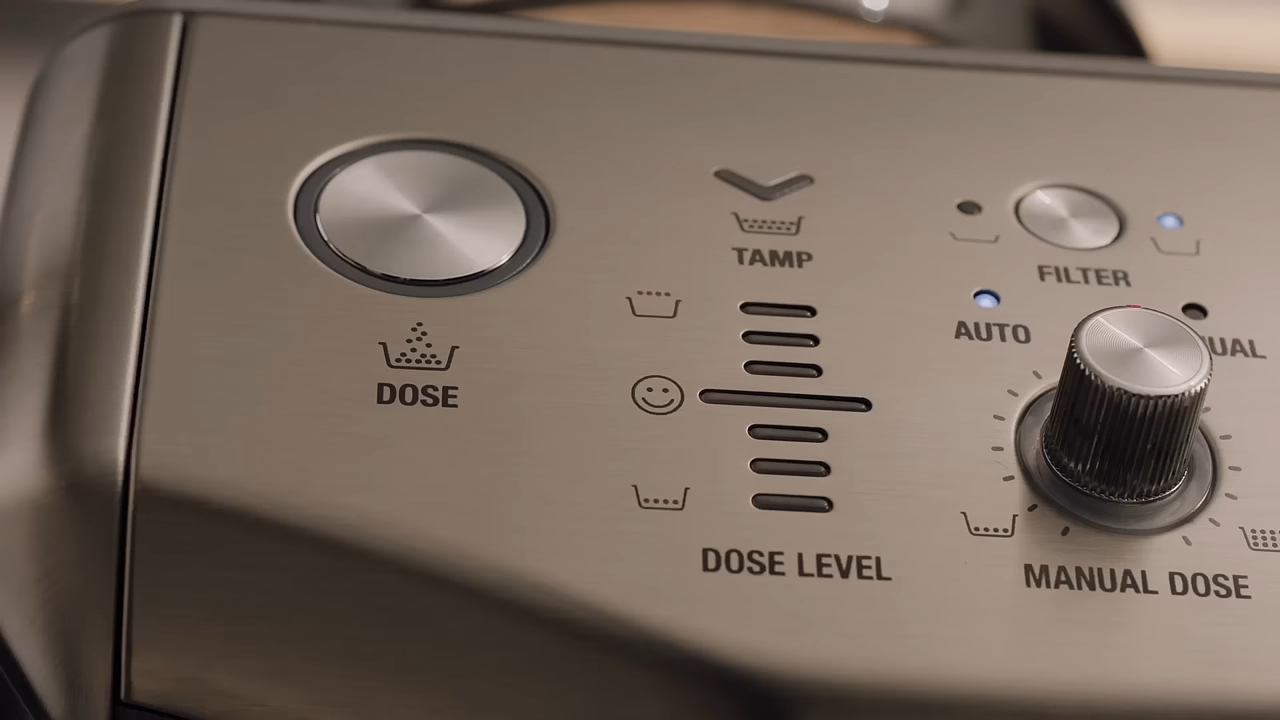 TAMP
FILTER
AUTO
DOSE
DOSE LEVEL
MANUAL DOSE